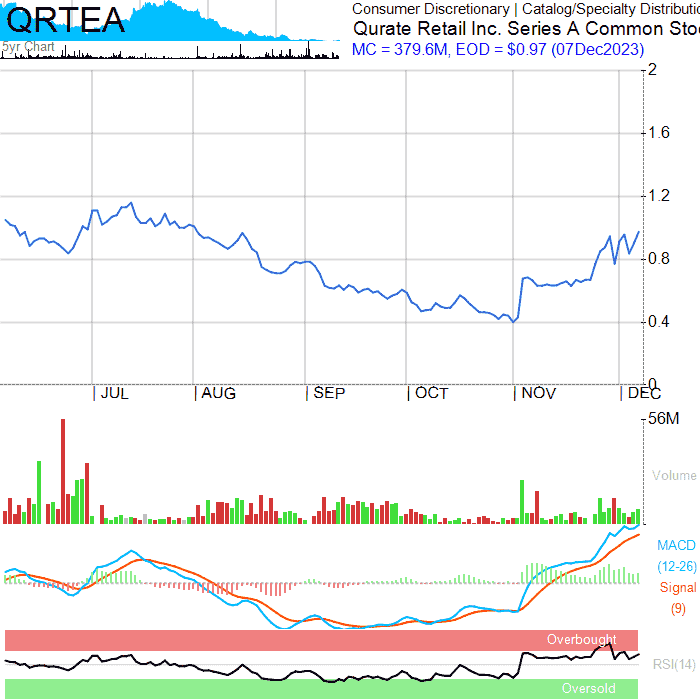 QRTEA
5yr Chart
Consumer Discretionary | Catalog/Specialty Distributio
Qurate Retail Inc. Series A Common Stoc
MC = 379.6M, EOD = $0.97 (07Dec2023)
2
1.6
1.2
0.8
0.4
0
JUL
AUG
SEP
OCT
NOV
DEC
56M
Volume
MACD
(12-26)
Signal
(9)
Overbought
RSI(14)
Oversold